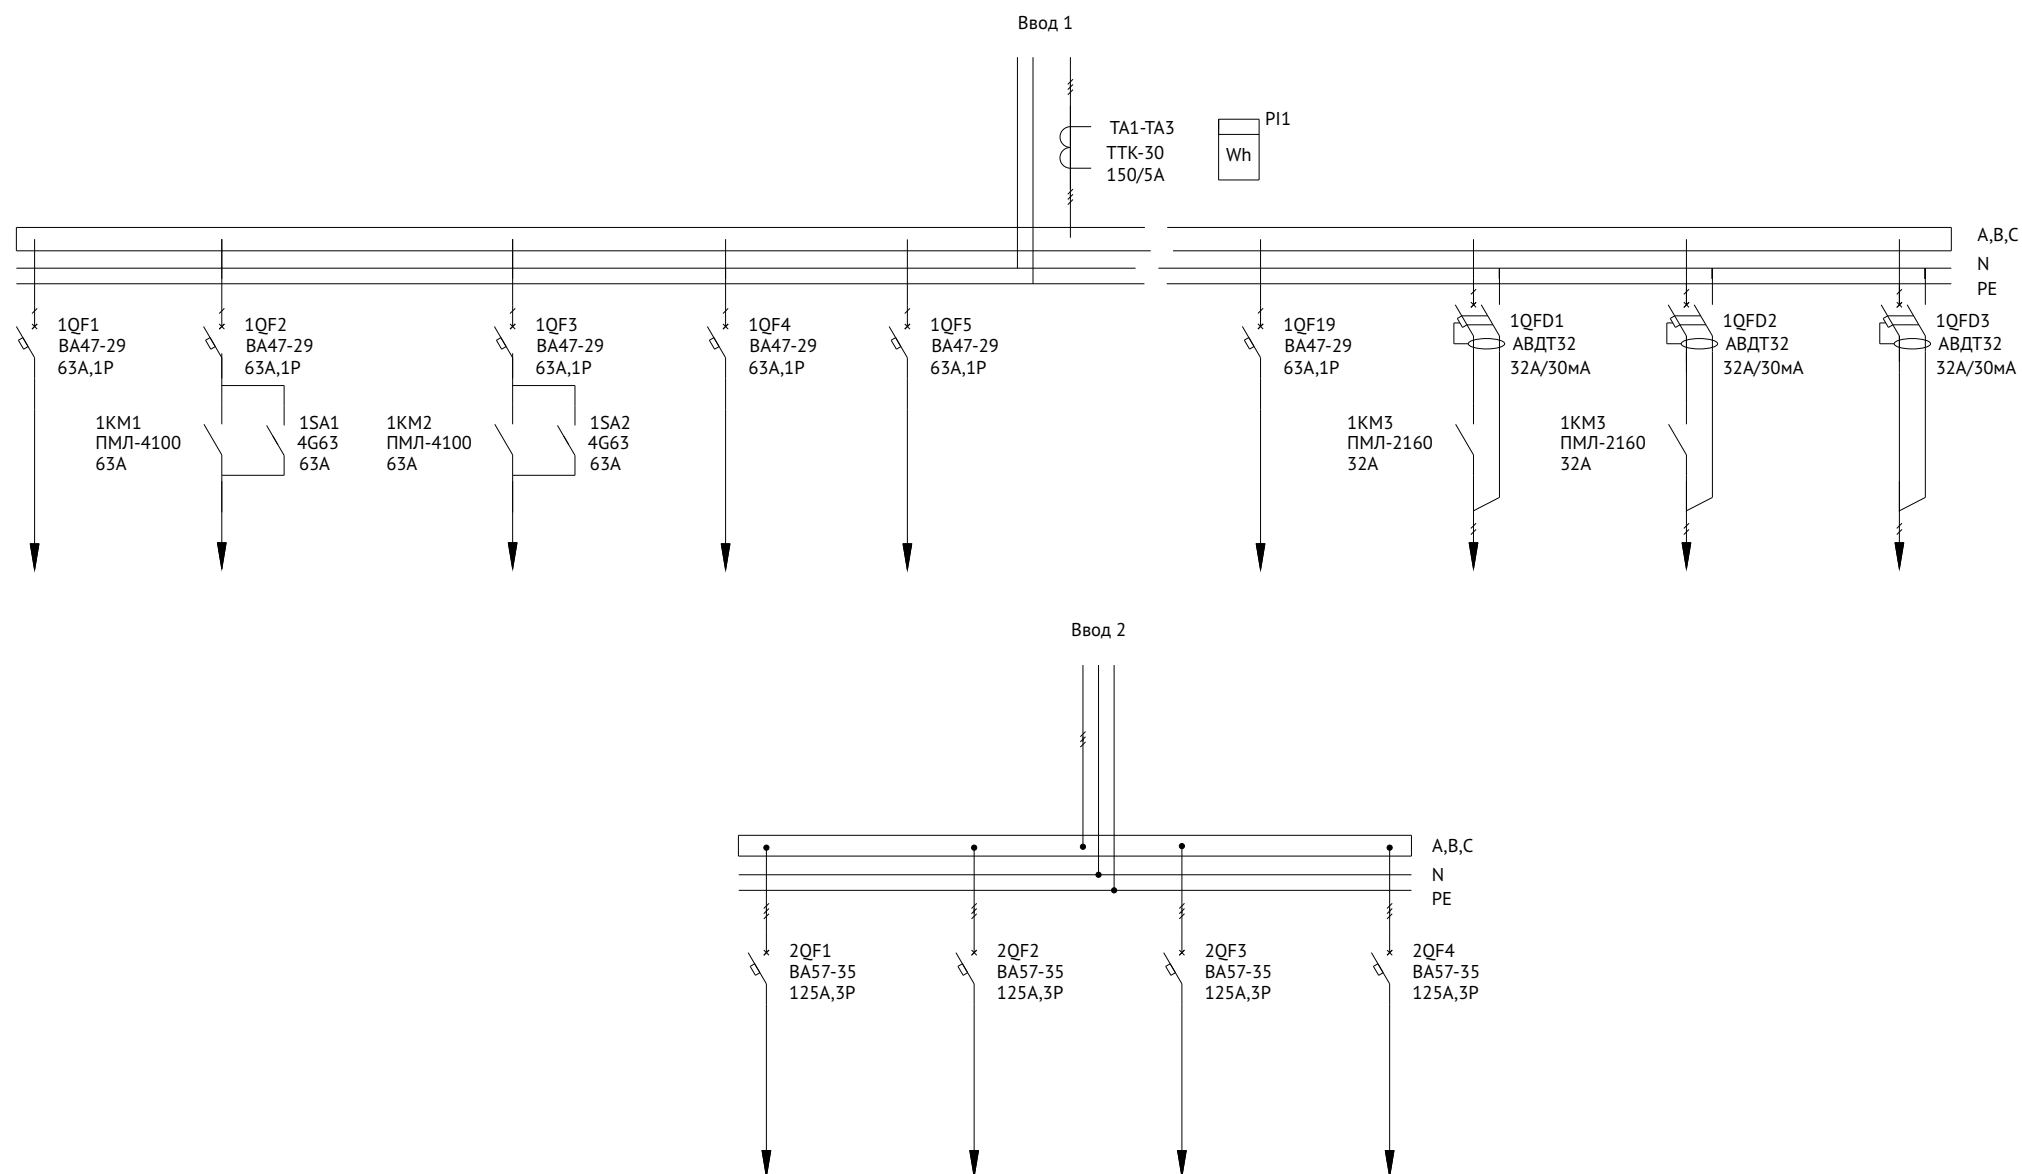 Ввод 1
TA1-TA3
ТТК-30
150/5А
PI1
Wh
A,B,C
N
PE
1QF1
ВА47-29
63А,1Р
1QF2
ВА47-29
63А,1Р
1QF3
ВА47-29
63А,1Р
1QF4
ВА47-29
63А,1Р
1QF5
ВА47-29
63А,1Р
1QF19
ВА47-29
63А,1Р
1QFD1
АВДТ32
32А/30мА
1QFD2
АВДТ32
32А/30мА
1QFD3
АВДТ32
32А/30мА
1KM1
ПМЛ-4100
63А
1SA1
4G63
63А
1KM2
ПМЛ-4100
63А
1SA2
4G63
63А
1KM3
ПМЛ-2160
32А
1KM3
ПМЛ-2160
32А
Ввод 2
A,B,C
N
PE
2QF1
ВА57-35
125А,3Р
2QF2
ВА57-35
125А,3Р
2QF3
ВА57-35
125А,3Р
2QF4
ВА57-35
125А,3Р